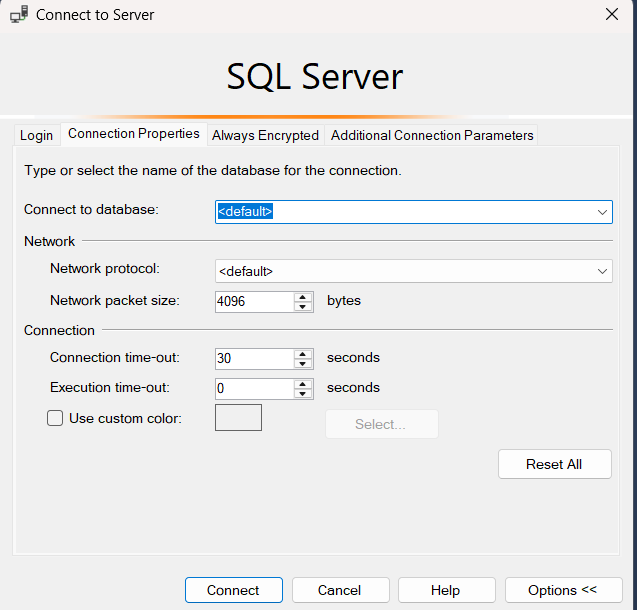 Connect to Server
SQL Server
Login Connection Properties Always Encrypted Additional Connection Parameters
Type or select the name of the database for the connection.
Connect to database: <default>
Network
Network protocol: <default>
Network packet size: 4096 bytes
Connection
Connection time-out: 30 seconds
Execution time-out: 0 seconds
Use custom color: Select...
Reset All
Connect Cancel Help Options <<